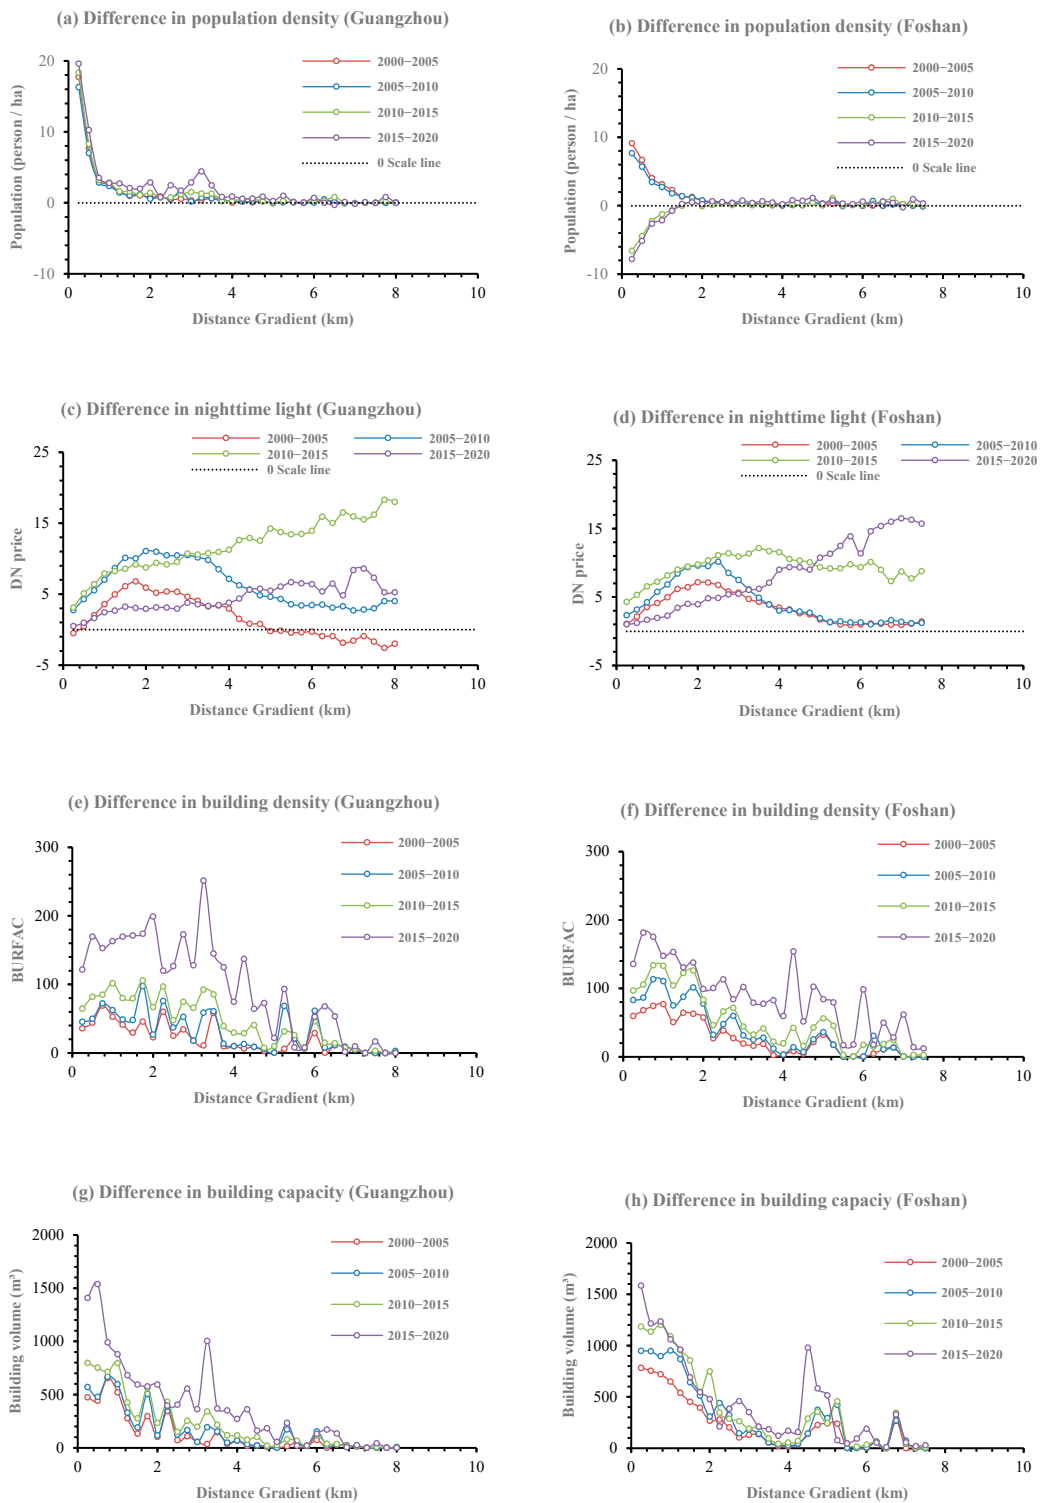 (a) Difference in population density (Guangzhou)
20
10
0
-10
Population (person / ha)
2000−2005
2005−2010
2010−2015
2015−2020
0 Scale line
0 2 4 6 8 10
Distance Gradient (km)
(b) Difference in population density (Foshan)
20
10
0
-10
Population (person / ha)
2000−2005
2005−2010
2010−2015
2015−2020
0 Scale line
0 2 4 6 8 10
Distance Gradient (km)
(c) Difference in nighttime light (Guangzhou)
2000−2005 2005−2010
2010−2015 2015−2020
0 Scale line
25
15
5
-5
DN price
0 2 4 6 8 10
Distance Gradient (km)
(d) Difference in nighttime light (Foshan)
2000−2005 2005−2010
2010−2015 2015−2020
0 Scale line
25
15
5
-5
DN price
0 2 4 6 8 10
Distance Gradient (km)
(e) Difference in building density (Guangzhou)
300
200
100
0
BURFAC
2000−2005
2005−2010
2010−2015
2015−2020
0 2 4 6 8 10
Distance Gradient (km)
(f) Difference in building density (Foshan)
300
200
100
0
BURFAC
2000−2005
2005−2010
2010−2015
2015−2020
0 2 4 6 8 10
Distance Gradient (km)
(g) Difference in building capacity (Guangzhou)
2000
1500
1000
500
0
Building volume (m³)
2000−2005
2005−2010
2010−2015
2015−2020
0 2 4 6 8 10
Distance Gradient (km)
(h) Difference in building capaciy (Foshan)
2000
1500
1000
500
0
Building volume (m³)
2000−2005
2005−2010
2010−2015
2015−2020
0 2 4 6 8 10
Distance Gradient (km)